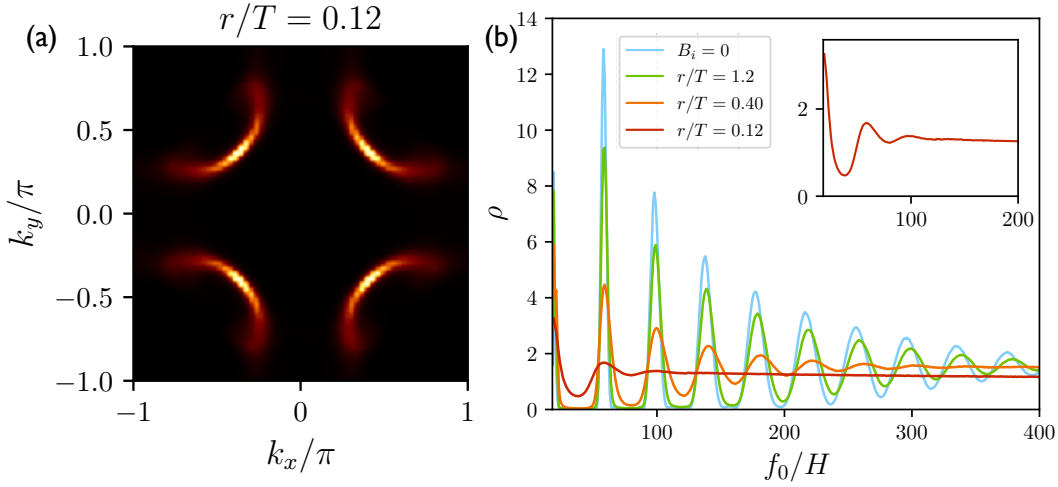 (a)
r/T = 0.12
1.0
0.5
0.0
−0.5
−1.0
k_y/π
−1
0
1
k_x/π
(b)
14
12
10
8
6
4
2
0
ρ
B_i = 0
r/T = 1.2
r/T = 0.40
r/T = 0.12
2
0
100
200
100
200
300
400
f_0/H